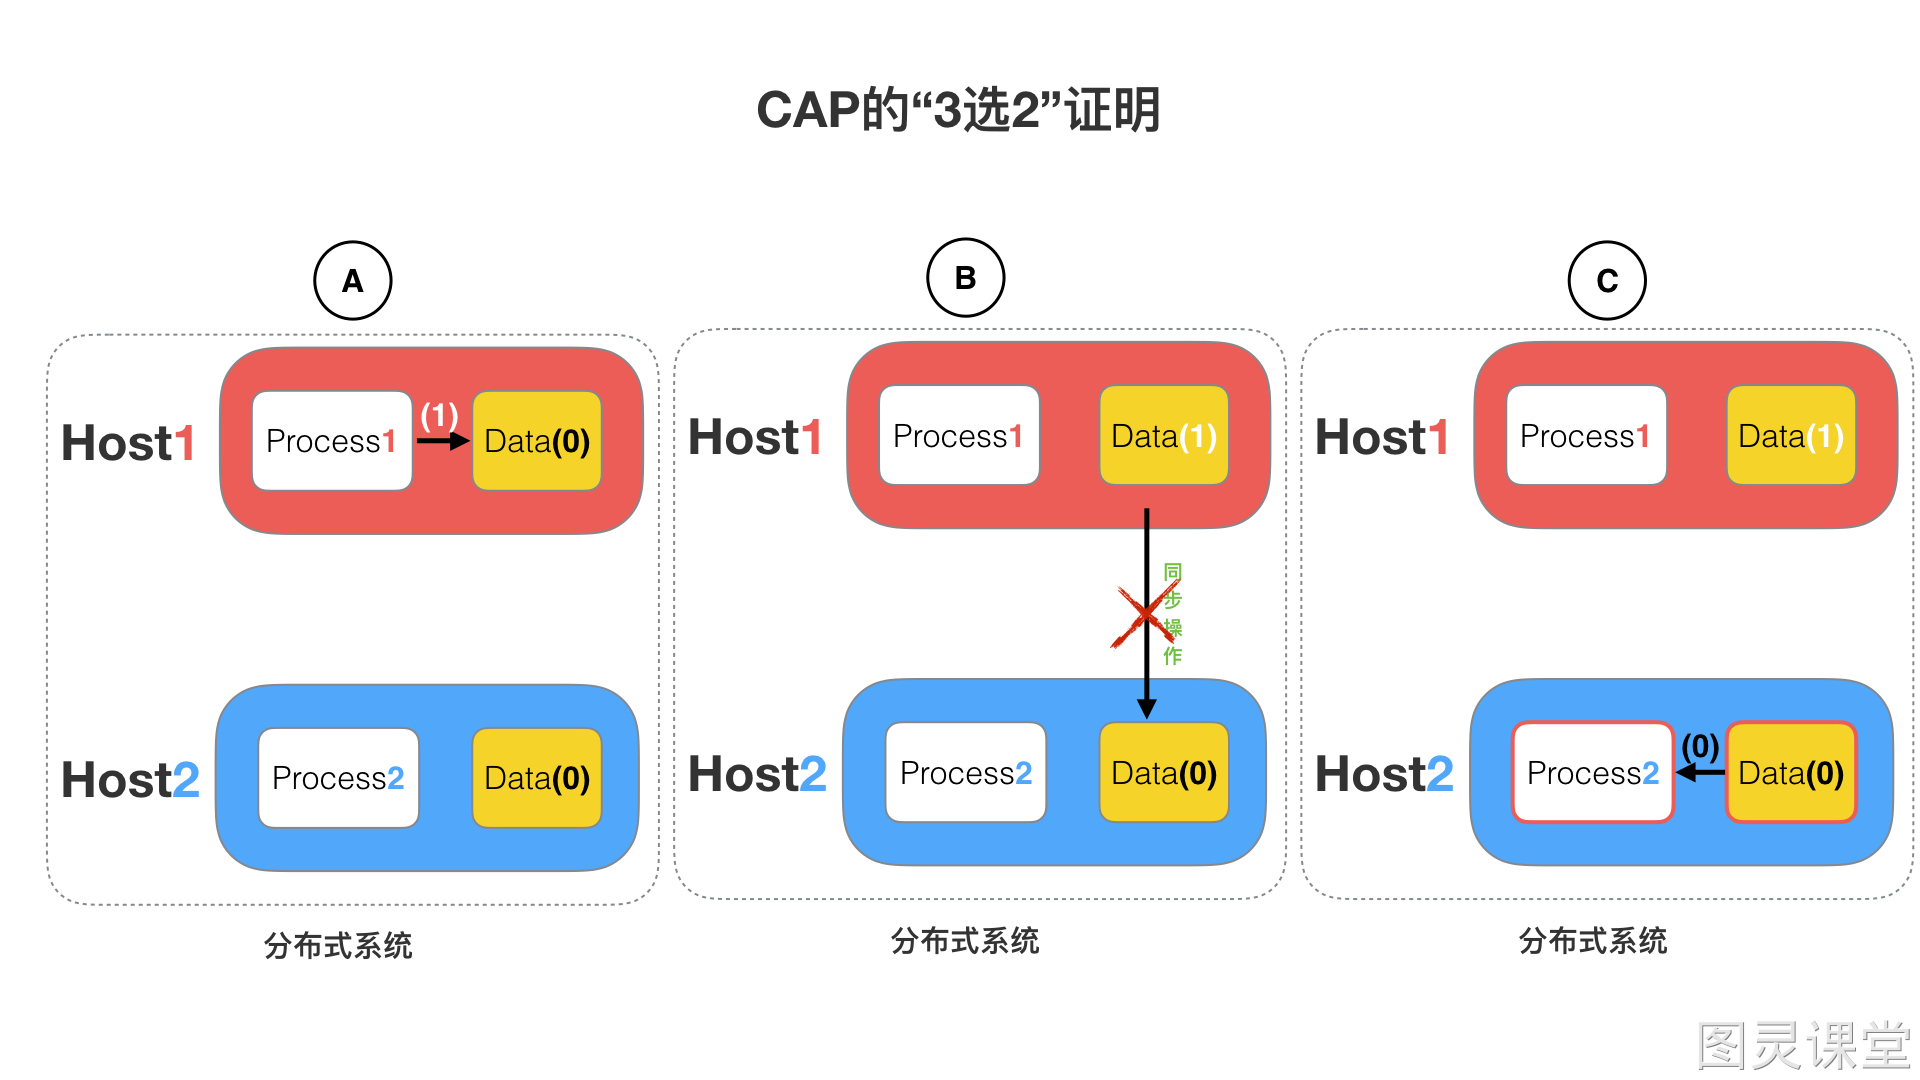 CAP的“3选2”证明
A
Host1
Process1
(1)
Data(0)
Host2
Process2
Data(0)
分布式系统
B
Host1
Process1
Data(1)
同步操作
Host2
Process2
Data(0)
分布式系统
C
Host1
Process1
Data(1)
Host2
Process2
(0)
Data(0)
分布式系统
图灵课堂